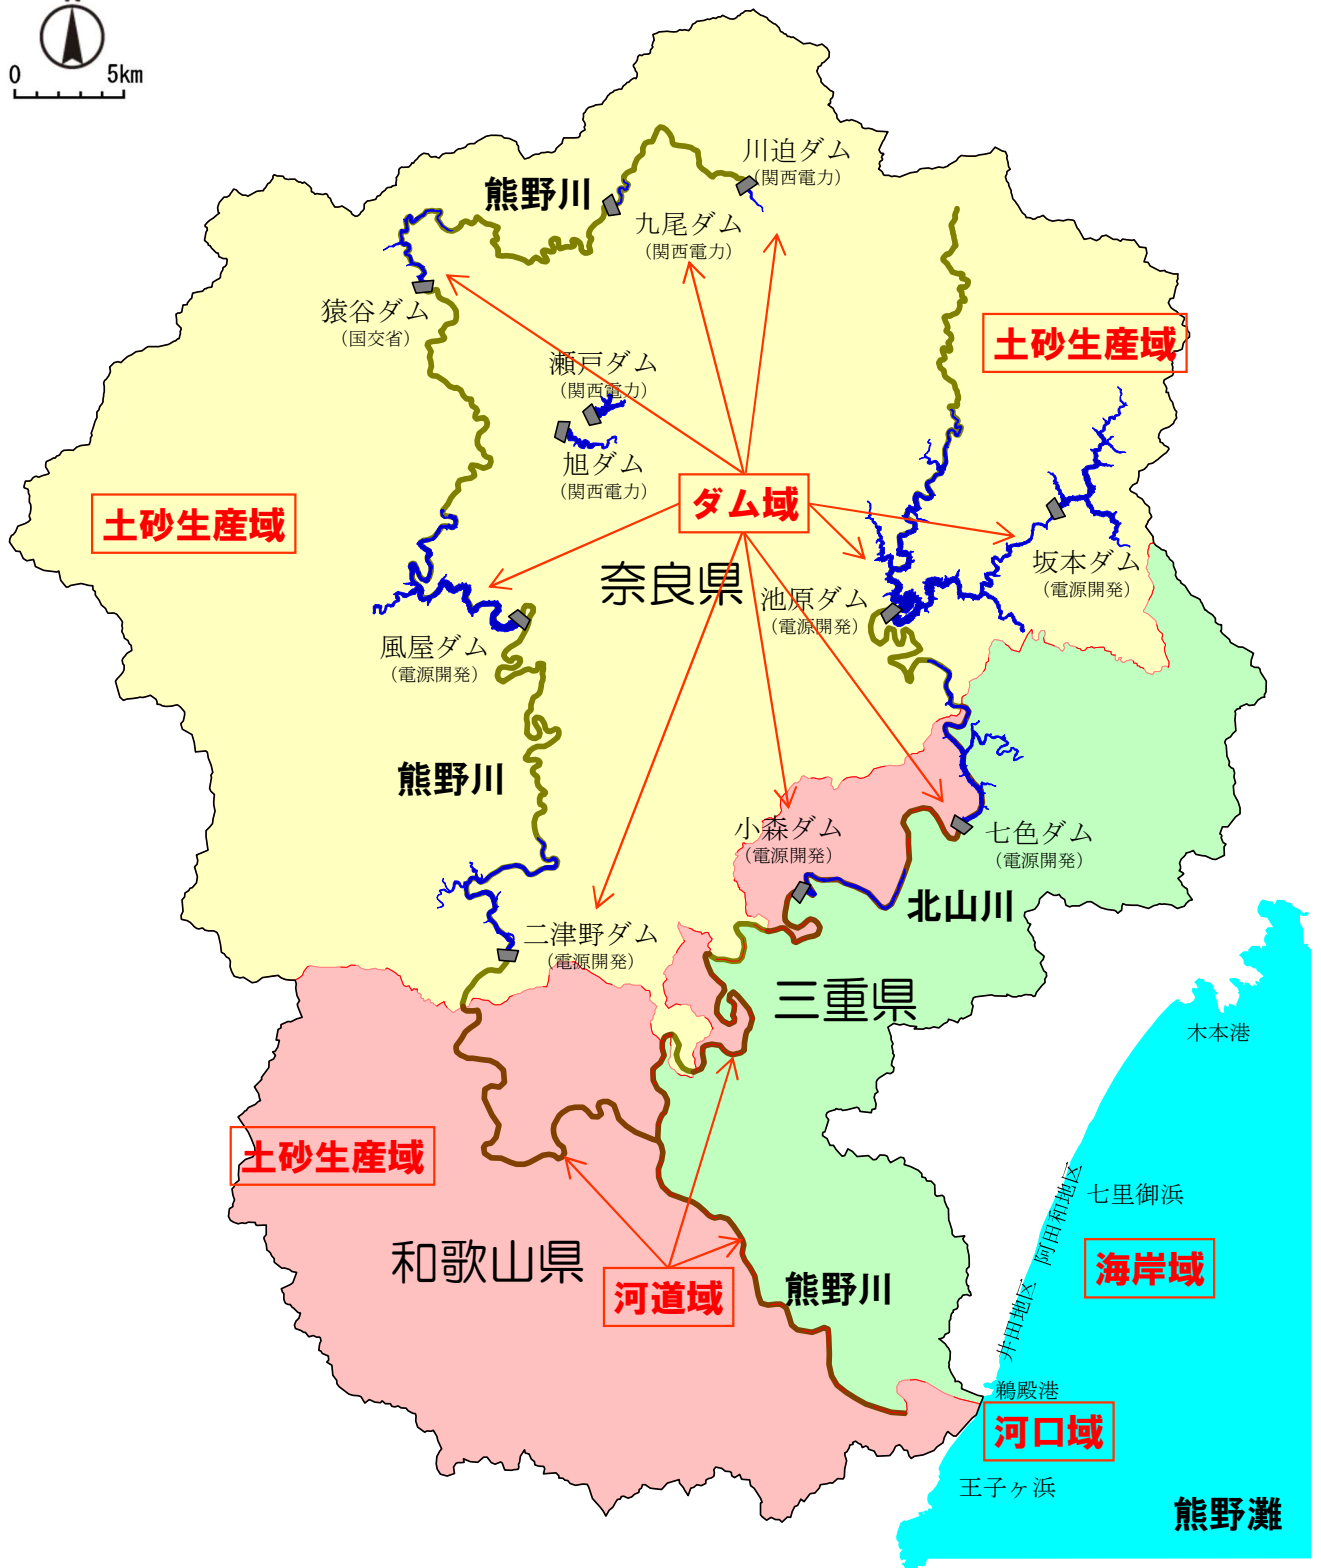 0 5km
川迫ダム
(関西電力)
熊野川
九尾ダム
(関西電力)
猿谷ダム
(国交省)
土砂生産域
瀬戸ダム
(関西電力)
旭ダム
(関西電力)
ダム域
土砂生産域
坂本ダム
(電源開発)
奈良県
池原ダム
(電源開発)
風屋ダム
(電源開発)
熊野川
小森ダム
(電源開発)
七色ダム
(電源開発)
北山川
二津野ダム
(電源開発)
三重県
木本港
土砂生産域
七里御浜
阿田和地区
和歌山県
海岸域
河道域
熊野川
井田地区
鵜殿港
河口域
王子ヶ浜
熊野灘